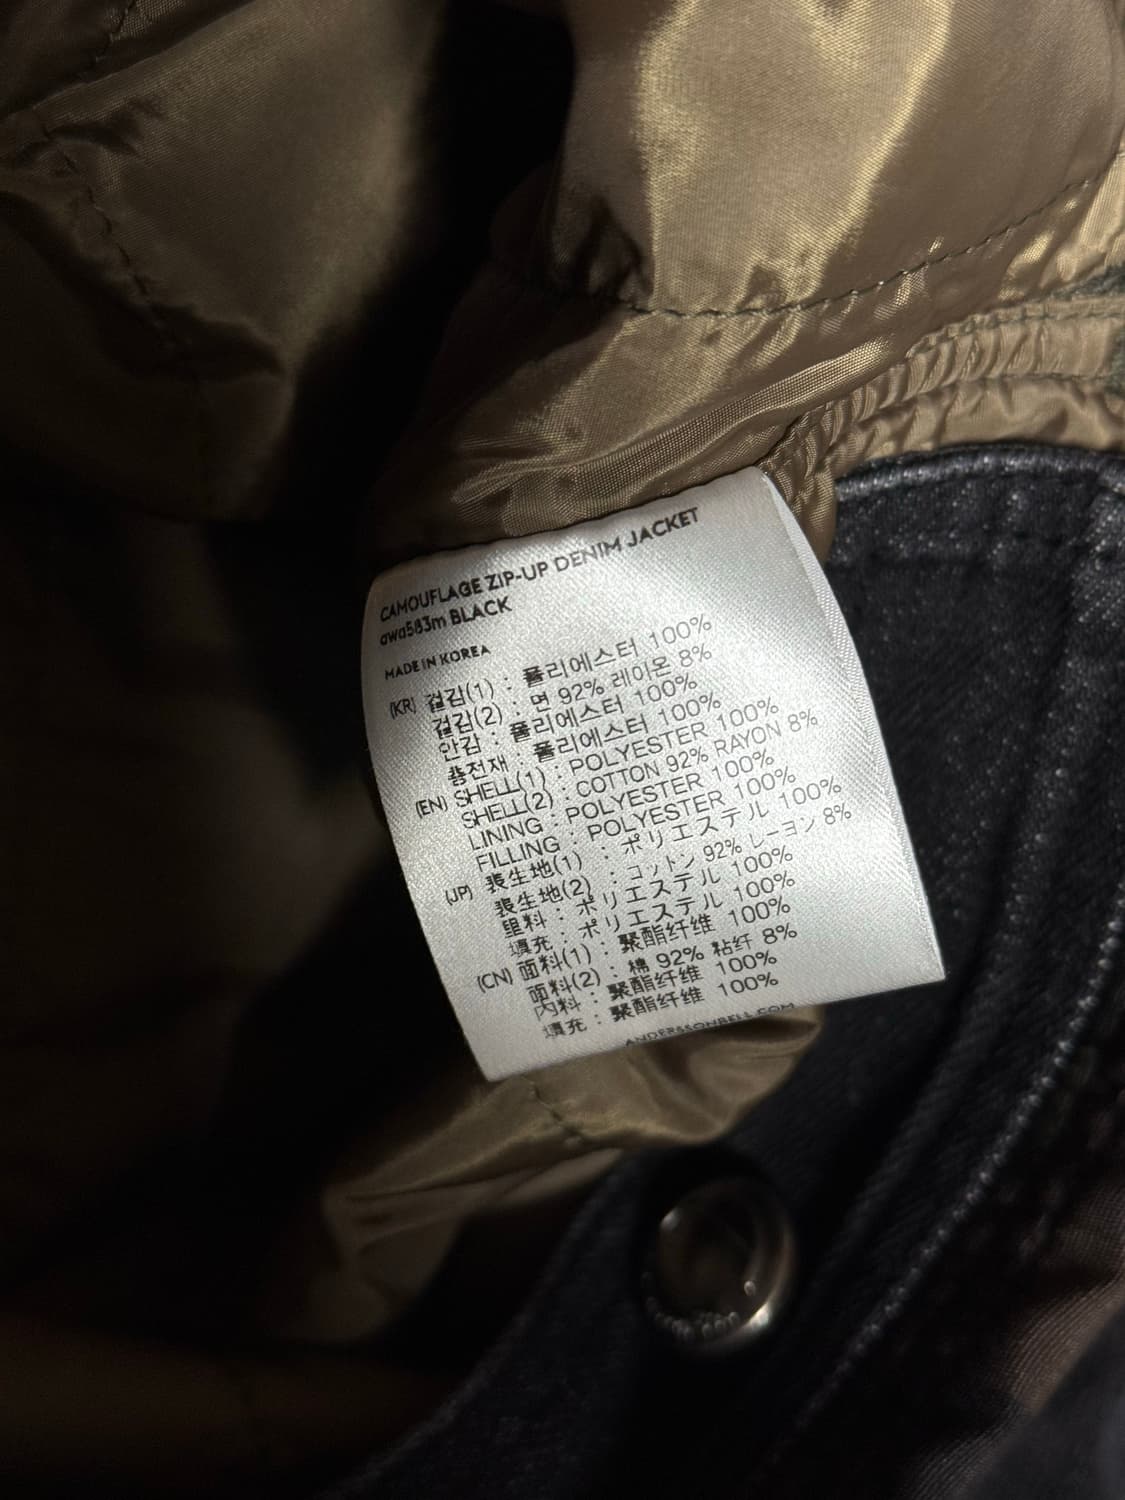 CAMOUFLAGE ZIP-UP DENIM JACKET
awa583m BLACK
MADE IN KOREA
(KR) 겉감(1) : 폴리에스터 100%
겉감(2) : 면 92% 레이온 8%
안감 : 폴리에스터 100%
충전재 : 폴리에스터 100%
(EN) SHELL(1) : POLYESTER 100%
SHELL(2) : COTTON 92% RAYON 8%
LINING : POLYESTER 100%
FILLING : POLYESTER 100%
(JP) 表生地(1) : ポリエステル 100%
表生地(2) : コットン 92% レーヨン 8%
里料 : ポリエステル 100%
填充 : ポリエステル 100%
(CN) 面料(1) : 聚酯纤维 100%
面料(2) : 棉 92% 粘纤 8%
内料 : 聚酯纤维 100%
填充 : 聚酯纤维 100%
ANDERSSONBELL.COM